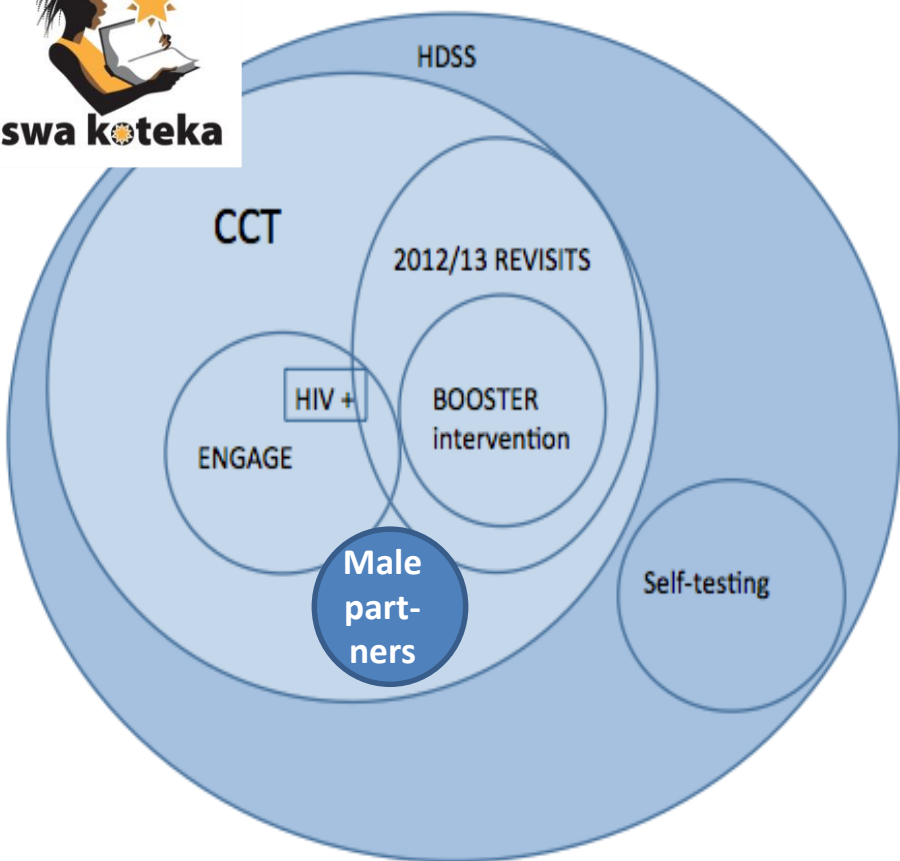 swa koteka
HDSS
CCT
2012/13 REVISITS
HIV +
BOOSTER
intervention
ENGAGE
Male
part-
ners
Self-testing